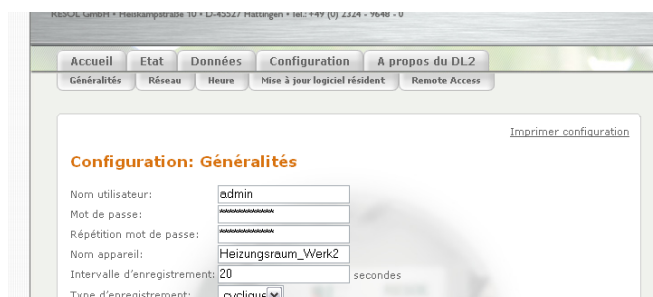 RESOL GmbH • Heiskampstraße 10 • D-45527 Hattingen • Tel.: +49 (0) 2324 - 9648 - 0
Accueil Etat Données Configuration A propos du DL2
Généralités Réseau Heure Mise à jour logiciel résident Remote Access
Imprimer configuration
Configuration: Généralités
Nom utilisateur: admin
Mot de passe: ************
Répétition mot de passe: ************
Nom appareil: Heizungsraum_Werk2
Intervalle d'enregistrement: 20 secondes
Type d'enregistrement: cyclique